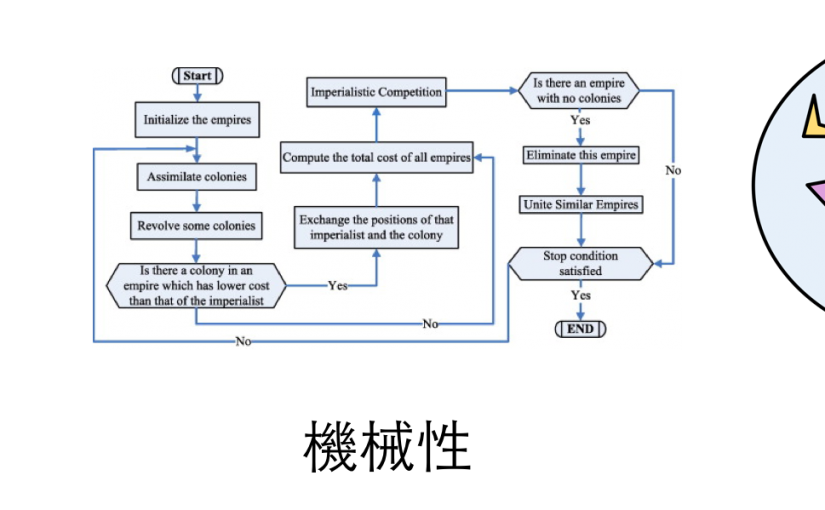 Start
Initialize the empires
Assimilate colonies
Revolve some colonies
Is there a colony in an
empire which has lower cost
than that of the imperialist
Yes
No
No
Exchange the positions of that
imperialist and the colony
Compute the total cost of all empires
Imperialistic Competition
Is there an empire
with no colonies
Yes
No
Eliminate this empire
Unite Similar Empires
Stop condition
satisfied
Yes
END
機械性